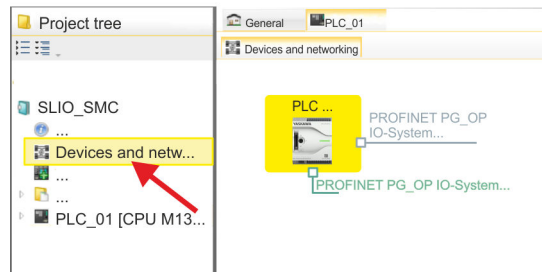 Project tree
SLIO_SMC
...
Devices and netw...
...
...
PLC_01 [CPU M13...
General
PLC_01
Devices and networking
PLC ...
YASKAWA
PROFINET PG_OP
IO-System...
PROFINET PG_OP IO-System...